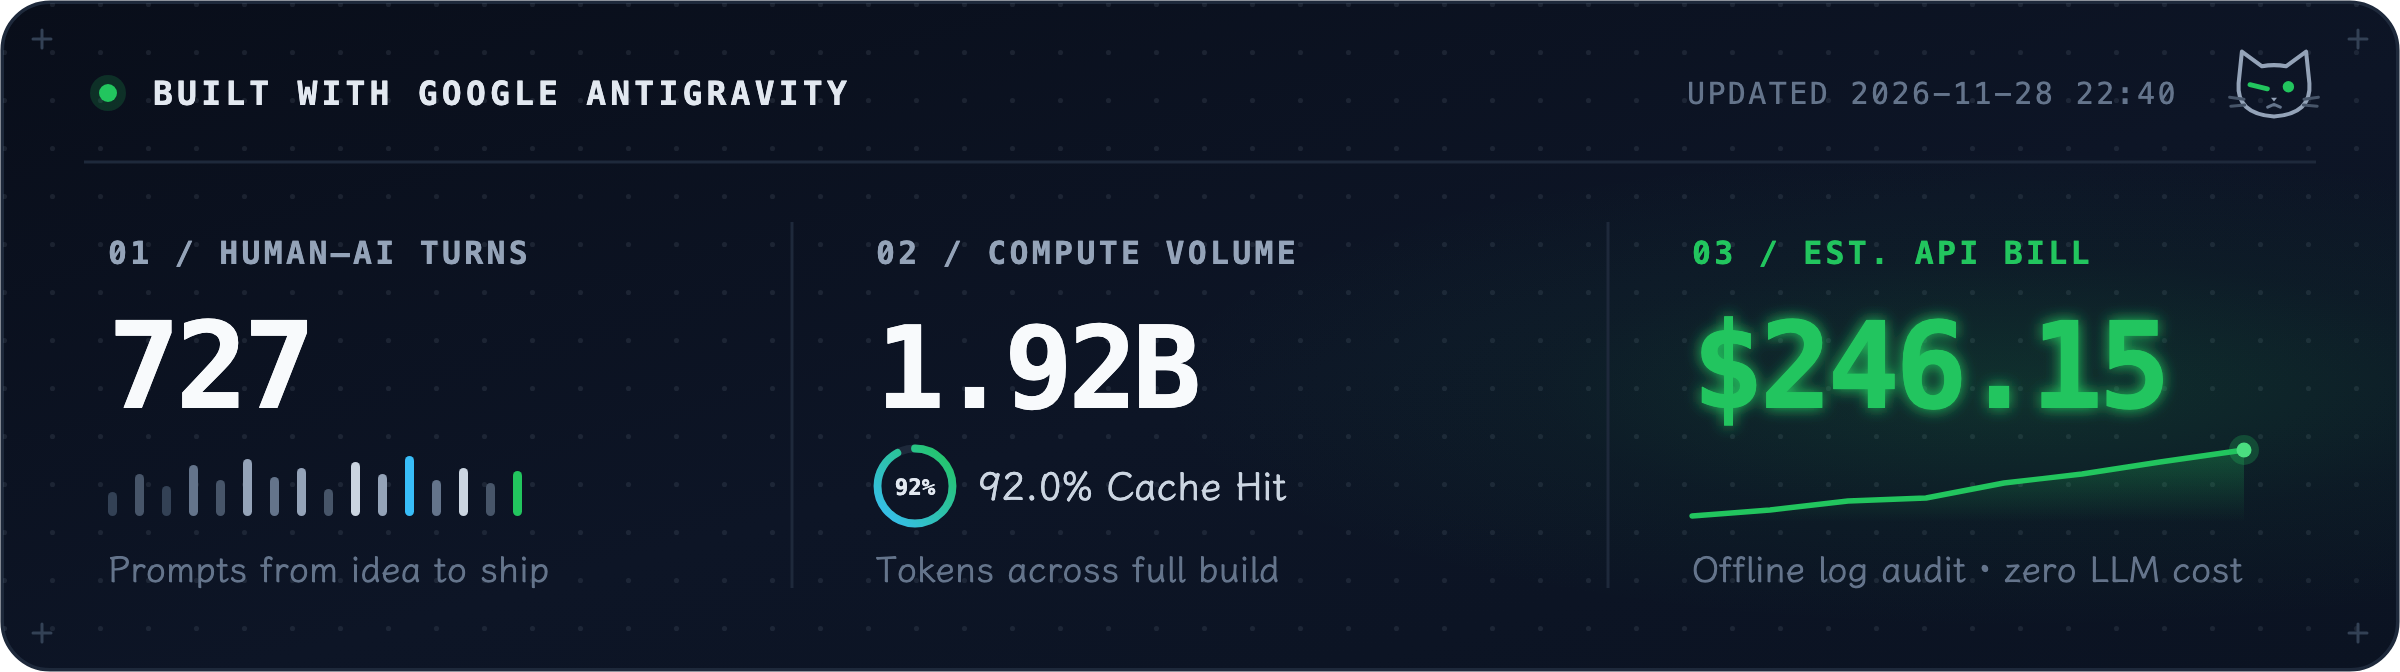 BUILT WITH GOOGLE ANTIGRAVITY
UPDATED 2026-11-28 22:40
01 / HUMAN-AI TURNS
727
Prompts from idea to ship
02 / COMPUTE VOLUME
1.92B
92% 92.0% Cache Hit
Tokens across full build
03 / EST. API BILL
$246.15
Offline log audit • zero LLM cost